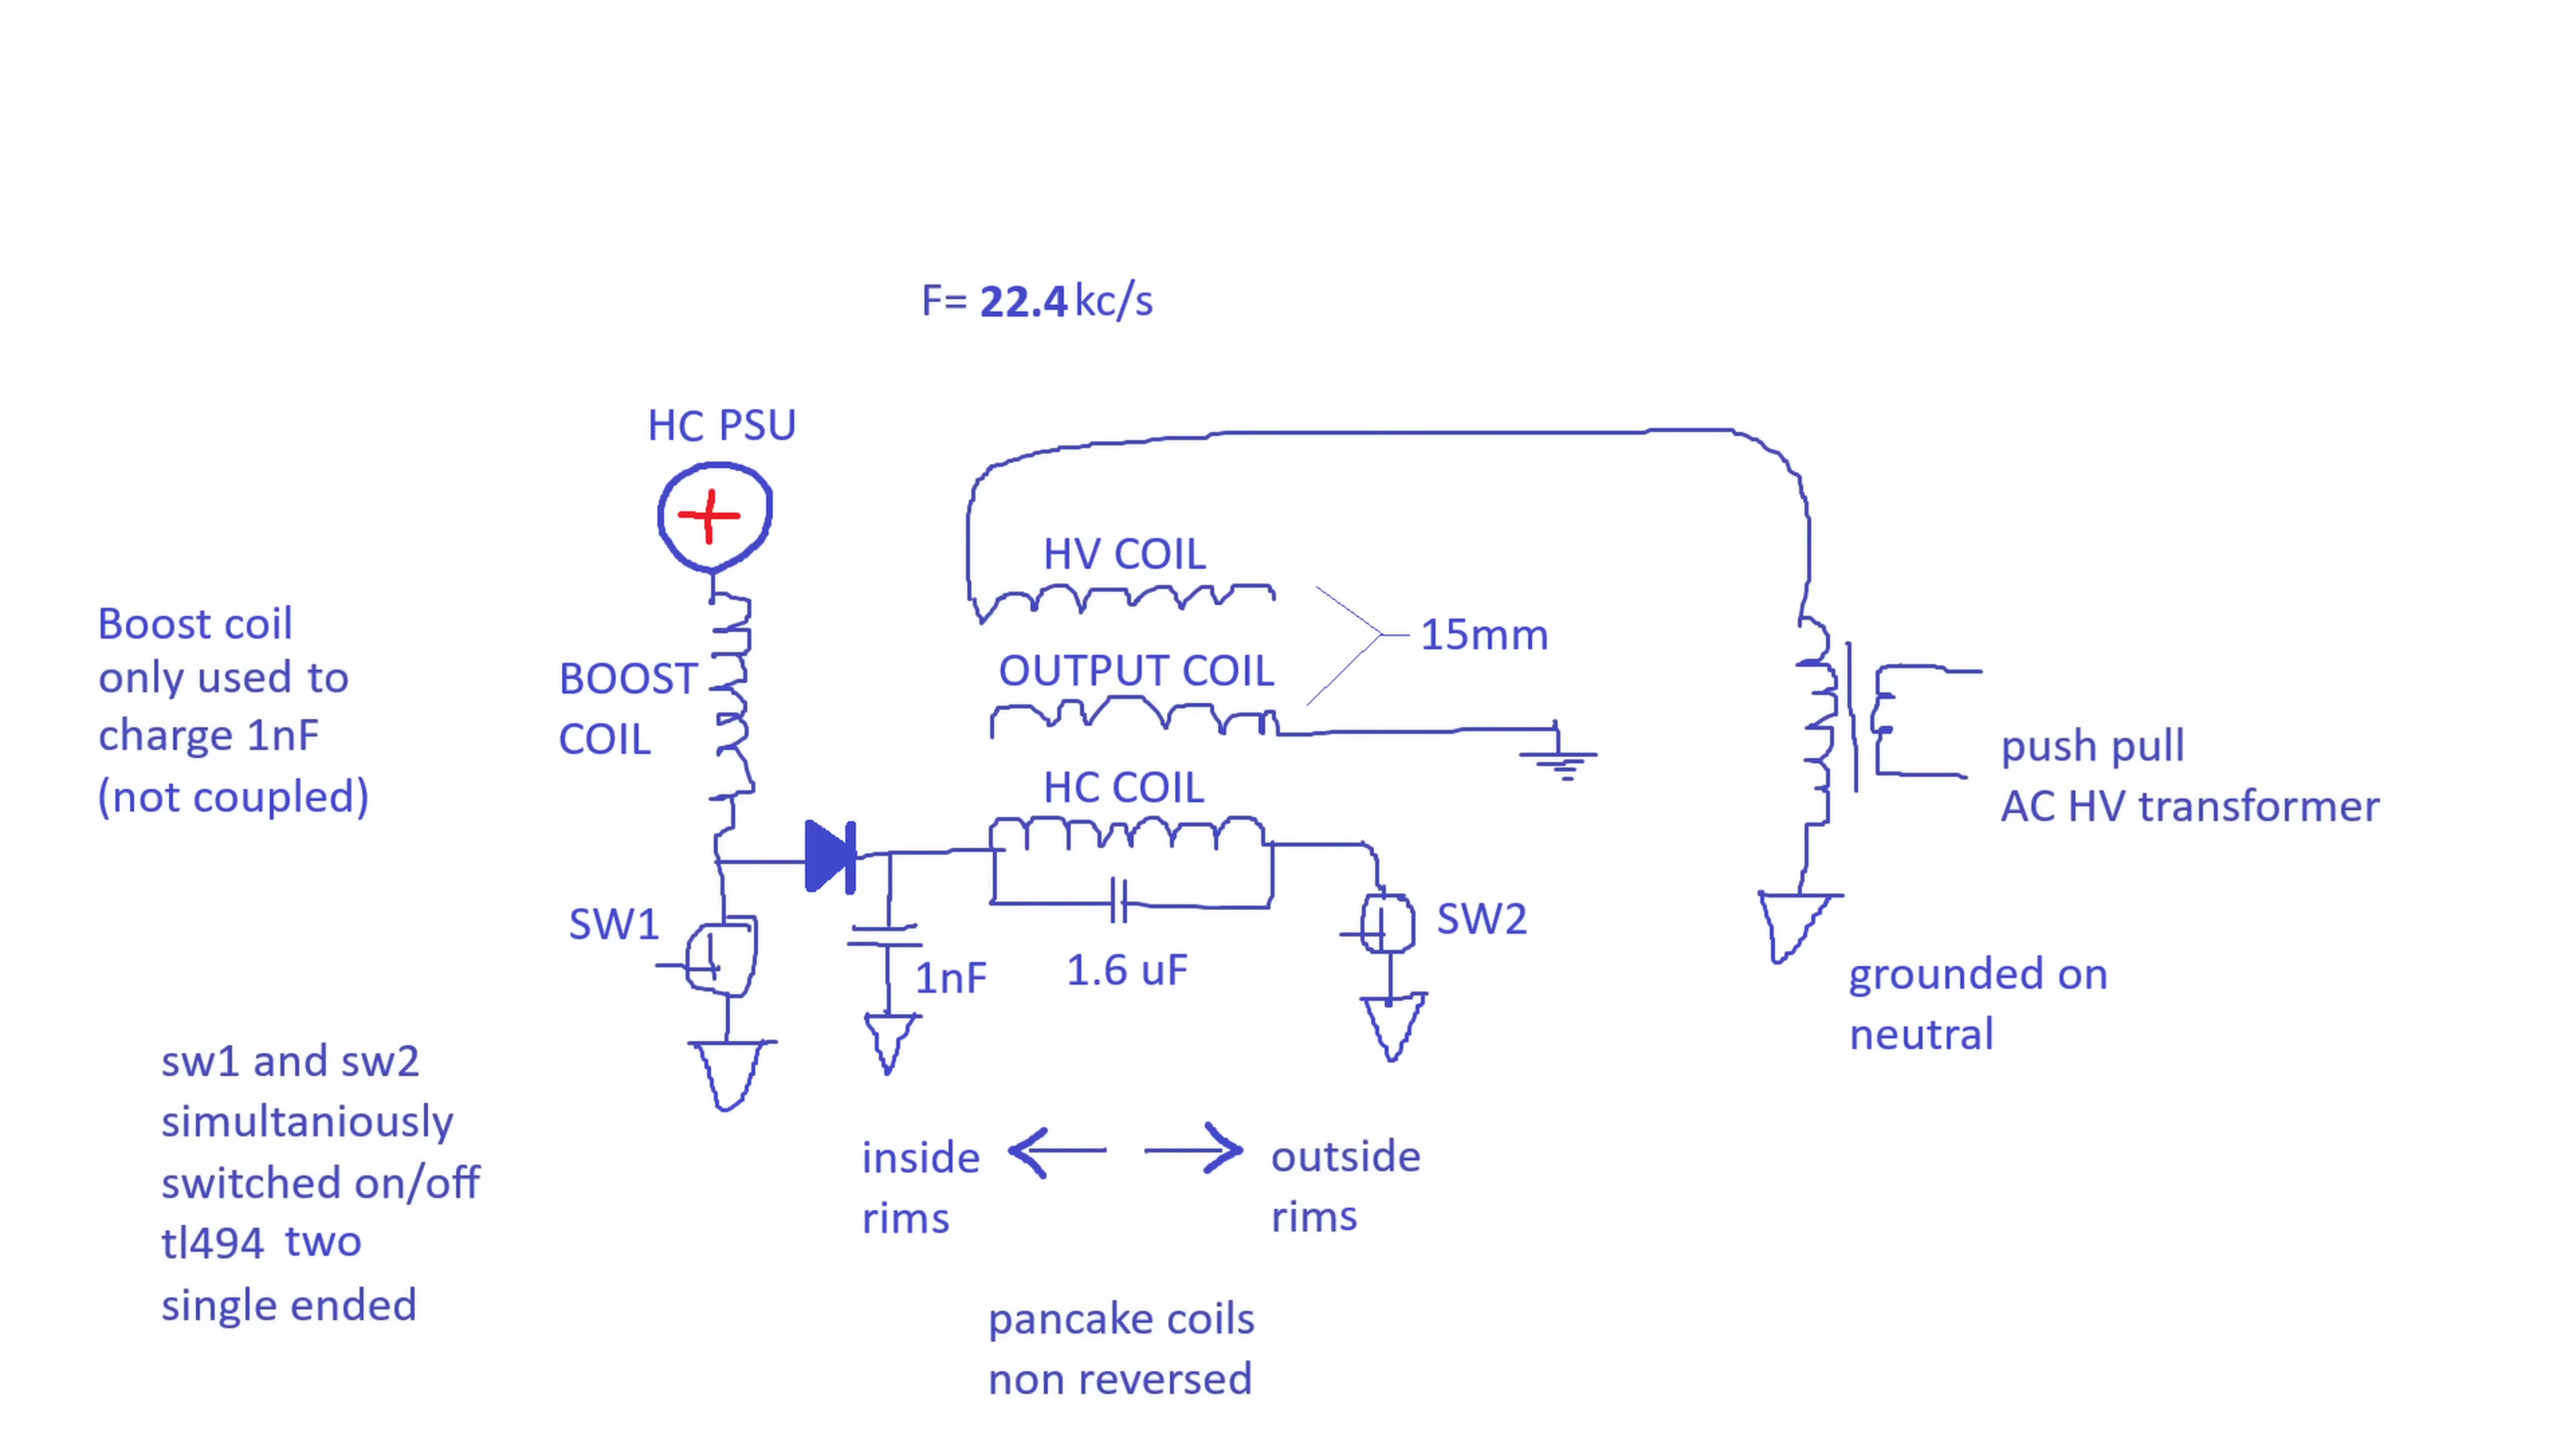 F= 22.4 kc/s
HC PSU
HV COIL
Boost coil
only used to
charge 1nF
(not coupled)
BOOST
COIL
15mm
OUTPUT COIL
HC COIL
push pull
AC HV transformer
SW1
1nF
1.6 uF
SW2
grounded on
neutral
sw1 and sw2
simultaniously
switched on/off
tl494 two
single ended
inside
rims
outside
rims
pancake coils
non reversed